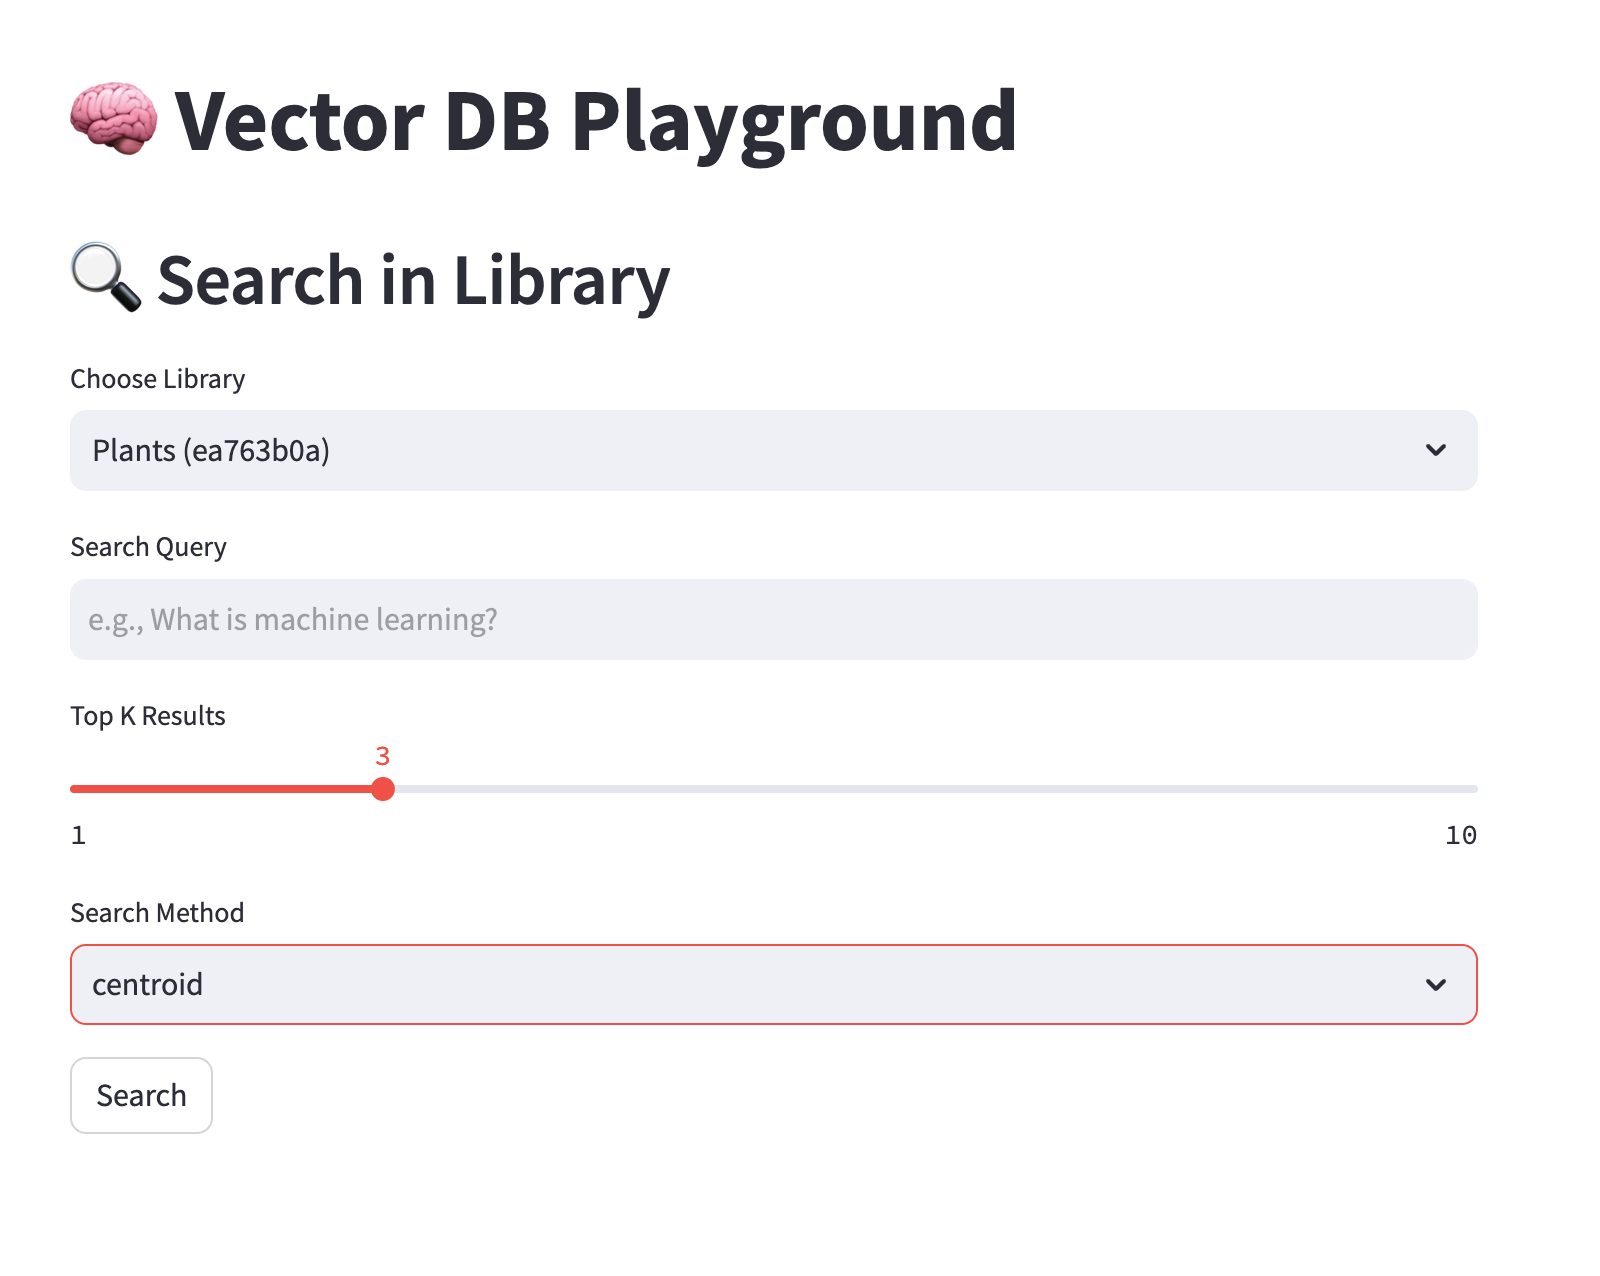 🧠 Vector DB Playground
🔍 Search in Library
Choose Library
Plants (ea763b0a)
Search Query
e.g., What is machine learning?
Top K Results
3
1 10
Search Method
centroid
Search